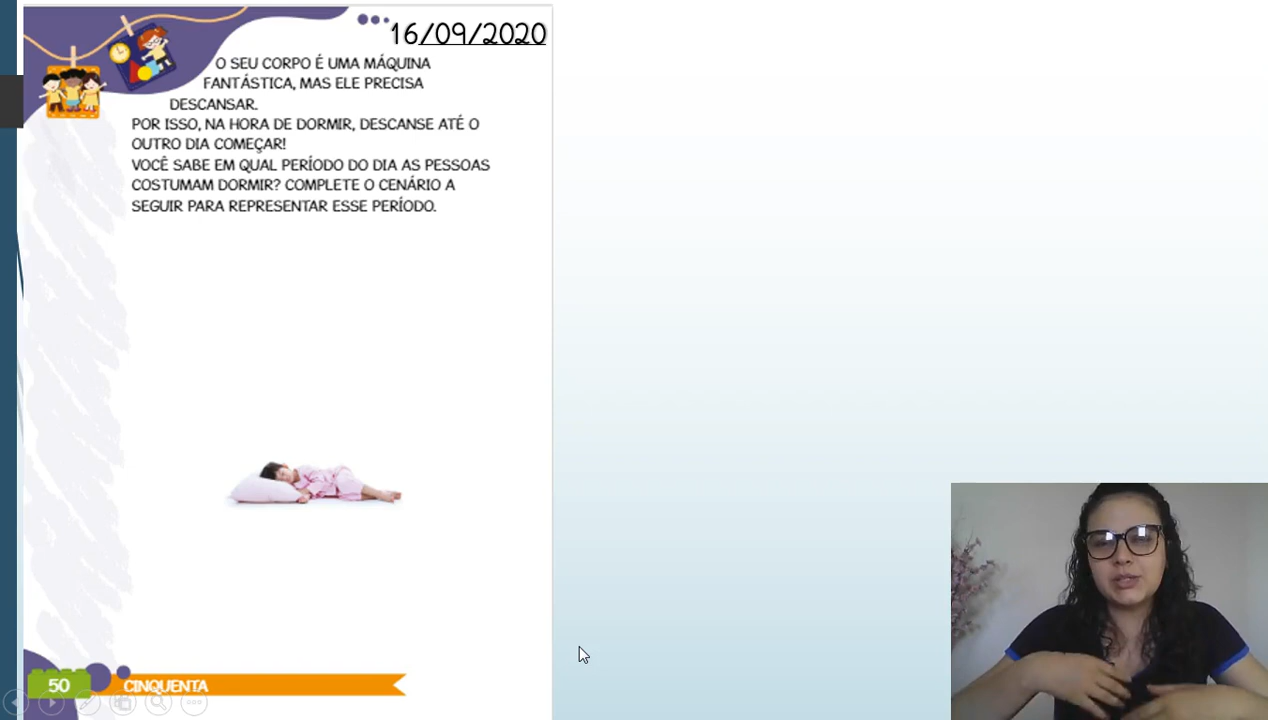 16/09/2020
O SEU CORPO É UMA MÁQUINA
FANTÁSTICA, MAS ELE PRECISA
DESCANSAR.
POR ISSO, NA HORA DE DORMIR, DESCANSE ATÉ O
OUTRO DIA COMEÇAR!
VOCÊ SABE EM QUAL PERÍODO DO DIA AS PESSOAS
COSTUMAM DORMIR? COMPLETE O CENÁRIO A
SEGUIR PARA REPRESENTAR ESSE PERÍODO.
50 CINQUENTA